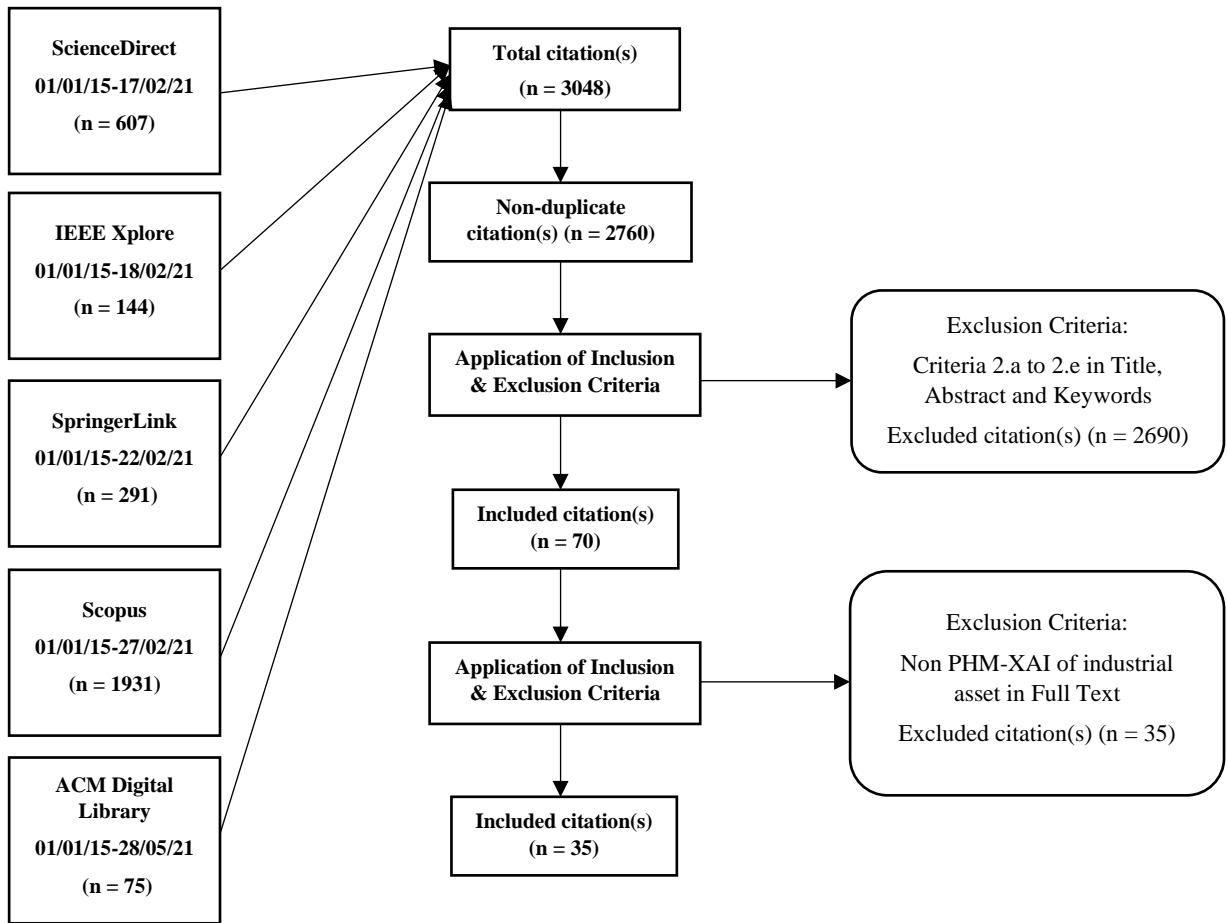 ScienceDirect
01/01/15-17/02/21
(n = 607)
IEEE Xplore
01/01/15-18/02/21
(n = 144)
SpringerLink
01/01/15-22/02/21
(n = 291)
Scopus
01/01/15-27/02/21
(n = 1931)
ACM Digital
Library
01/01/15-28/05/21
(n = 75)
Total citation(s)
(n = 3048)
Non-duplicate
citation(s) (n = 2760)
Application of Inclusion
& Exclusion Criteria
Exclusion Criteria:
Criteria 2.a to 2.e in Title,
Abstract and Keywords
Excluded citation(s) (n = 2690)
Included citation(s)
(n = 70)
Application of Inclusion
& Exclusion Criteria
Exclusion Criteria:
Non PHM-XAI of industrial
asset in Full Text
Excluded citation(s) (n = 35)
Included citation(s)
(n = 35)